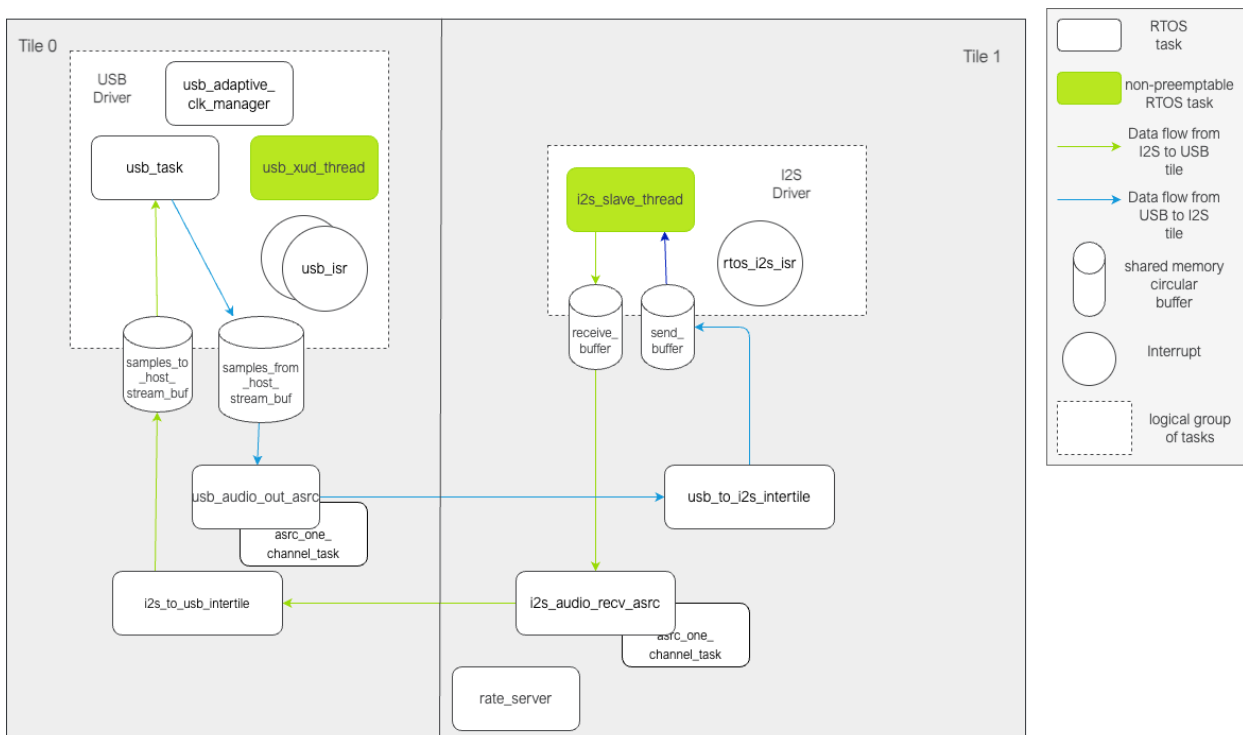 Tile 0
USB
Driver
usb_adaptive_
clk_manager
usb_task
usb_xud_thread
usb_isr
samples_to
_host_
stream_buf
samples_from
_host_
stream_buf
usb_audio_out_asrc
asrc_one_
channel_task
i2s_to_usb_intertile
Tile 1
I2S
Driver
i2s_slave_thread
rtos_i2s_isr
receive_
buffer
send_
buffer
usb_to_i2s_intertile
i2s_audio_recv_asrc
asrc_one_
channel_task
rate_server
RTOS
task
non-preemptable
RTOS task
Data flow from
I2S to USB
tile
Data flow from
USB to I2S
tile
shared memory
circular
buffer
Interrupt
logical group
of tasks